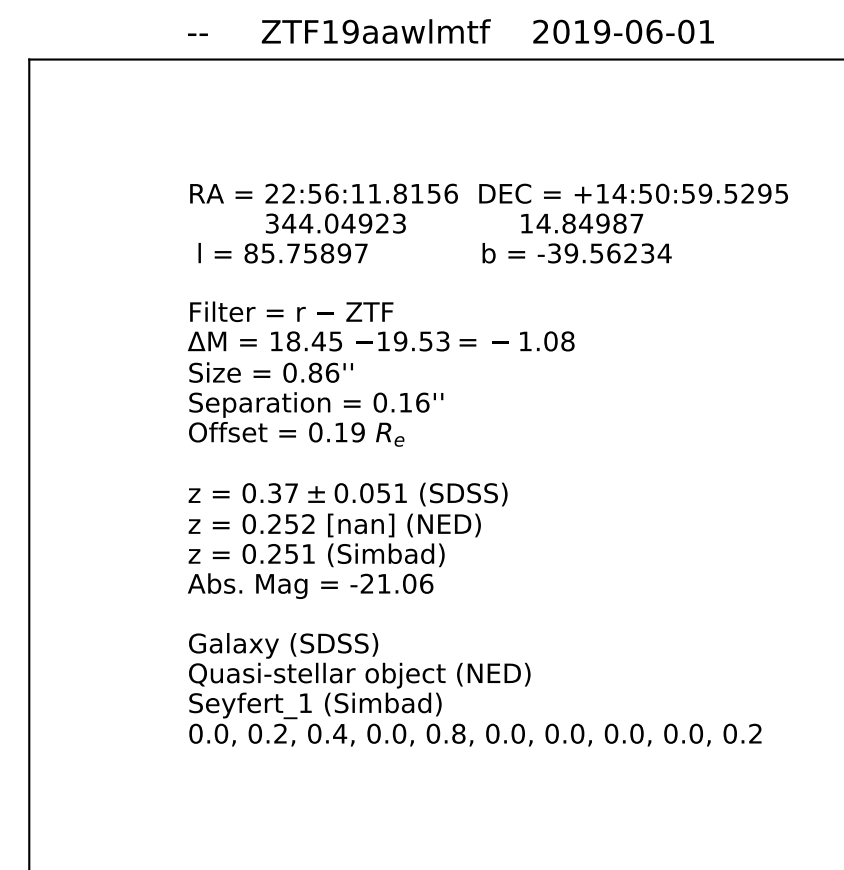 -- ZTF19aawlmtf 2019-06-01
RA = 22:56:11.8156 DEC = +14:50:59.5295
344.04923 14.84987
l = 85.75897 b = -39.56234
Filter = r − ZTF
ΔM = 18.45 −19.53 = − 1.08
Size = 0.86''
Separation = 0.16''
Offset = 0.19 Rₑ
z = 0.37 ± 0.051 (SDSS)
z = 0.252 [nan] (NED)
z = 0.251 (Simbad)
Abs. Mag = -21.06
Galaxy (SDSS)
Quasi-stellar object (NED)
Seyfert_1 (Simbad)
0.0, 0.2, 0.4, 0.0, 0.8, 0.0, 0.0, 0.0, 0.0, 0.2